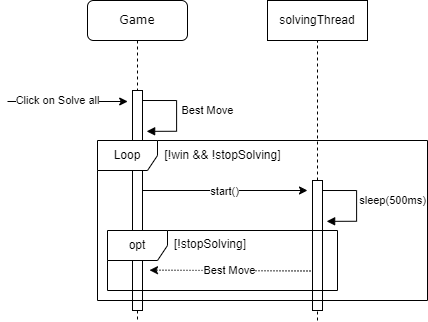 Game
solvingThread
Click on Solve all
Best Move
Loop
[!win && !stopSolving]
start()
sleep(500ms)
opt
[!stopSolving]
Best Move